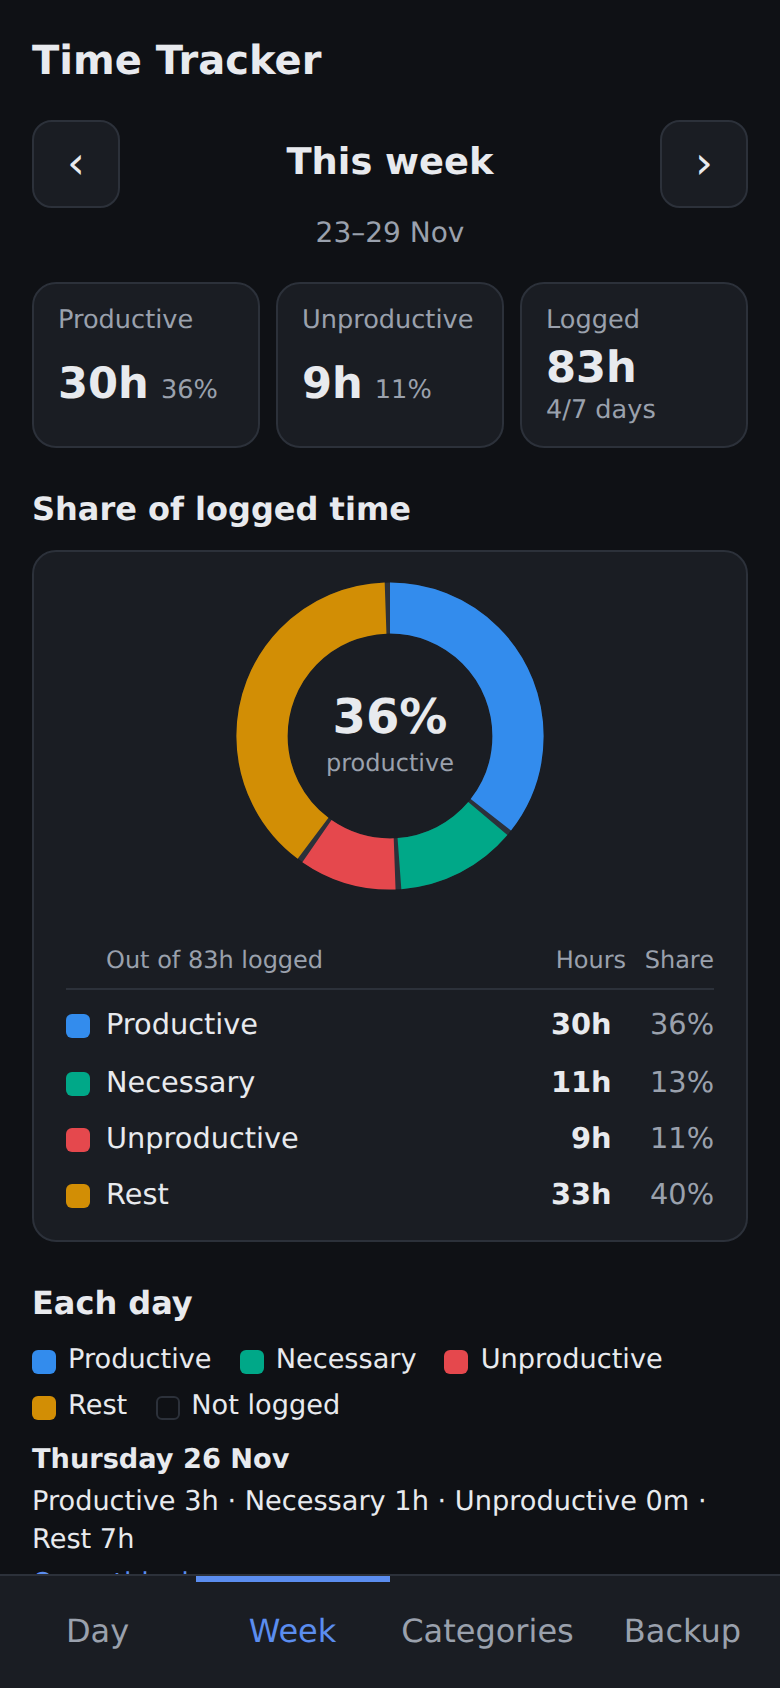 Time Tracker
‹ This week ›
23–29 Nov
Productive Unproductive Logged
30h 36% 9h 11% 83h
4/7 days
Share of logged time
36%
productive
Out of 83h logged Hours Share
Productive 30h 36%
Necessary 11h 13%
Unproductive 9h 11%
Rest 33h 40%
Each day
Productive Necessary Unproductive
Rest Not logged
Thursday 26 Nov
Productive 3h · Necessary 1h · Unproductive 0m ·
Rest 7h
Day Week Categories Backup